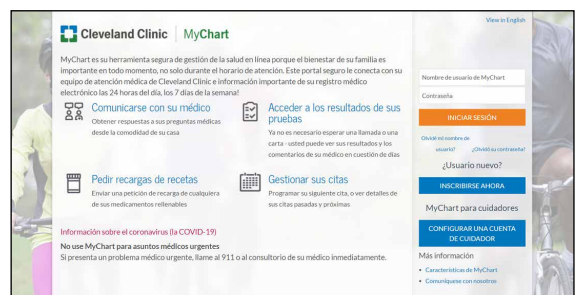 View in English
Cleveland Clinic MyChart
MyChart es su herramienta segura de gestión de la salud en línea porque el bienestar de su familia es
importante en todo momento, no solo durante el horario de atención. Este portal seguro le conecta con su
equipo de atención médica de Cleveland Clinic e información importante de su registro médico
electrónico las 24 horas del día, los 7 días de la semana!
Comunicarse con su médico
Obtener respuestas a sus preguntas médicas
desde la comodidad de su casa
Acceder a los resultados de sus
pruebas
Ya no es necesario esperar una llamada o una
carta - usted puede ver sus resultados y los
comentarios de su médico en cuestión de días
Pedir recargas de recetas
Enviar una petición de recarga de cualquiera
de sus medicamentos rellenables
Gestionar sus citas
Programar su siguiente cita, o ver detalles de
sus citas pasadas y próximas
Información sobre el coronavirus (la COVID-19)
No use MyChart para asuntos médicos urgentes
Si presenta un problema médico urgente, llame al 911 o al consultorio de su médico inmediatamente.
Nombre de usuario de MyChart
Contraseña
INICIAR SESIÓN
Olvidé mi nombre de
usuario? ¿Olvidó su contraseña?
¿Usuario nuevo?
INSCRIBIRSE AHORA
MyChart para cuidadores
CONFIGURAR UNA CUENTA
DE CUIDADOR
Más información
• Características de MyChart
• Comuníquese con nosotros